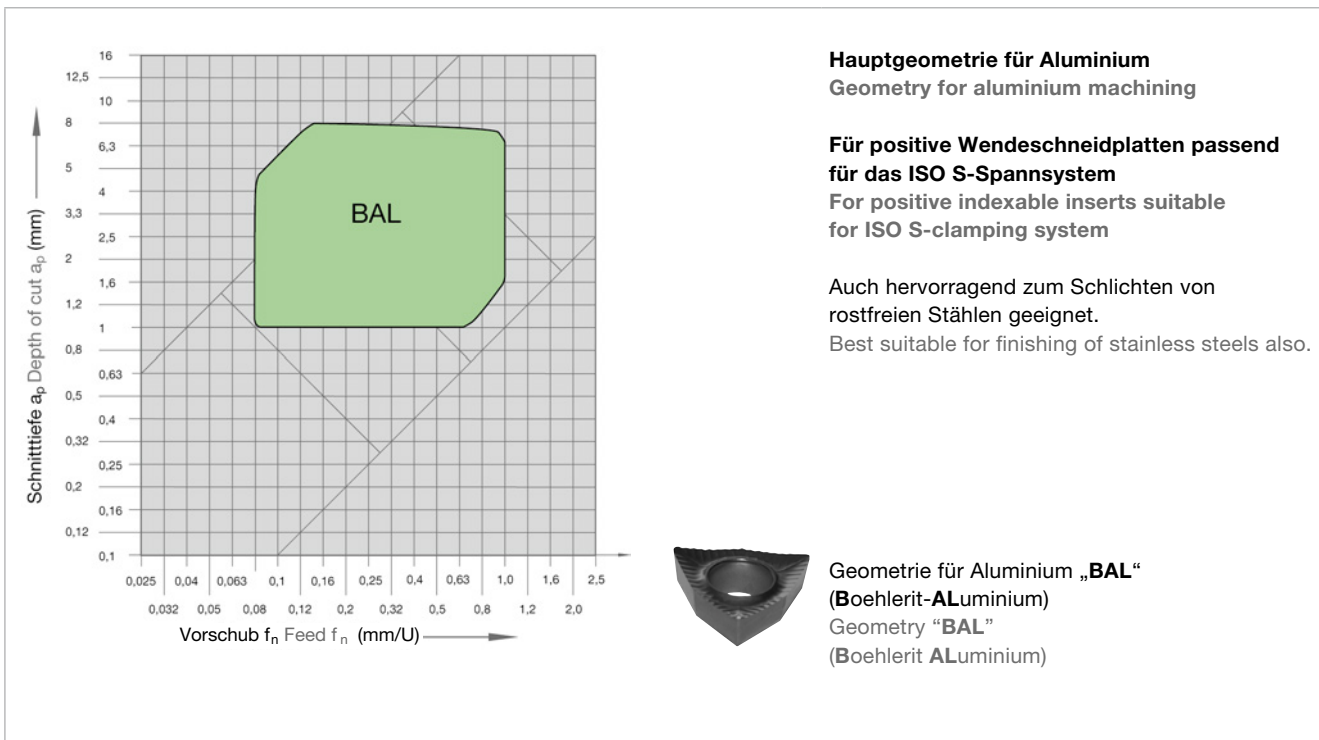 16
12,5
10
8
6,3
5
4
3,3
2,5
2
1,6
1,2
1
0,8
0,63
0,5
0,4
0,32
0,25
0,2
0,16
0,12
0,1
Schnitttiefe aₚ Depth of cut aₚ (mm)
BAL
0,025 0,04 0,063 0,1 0,16 0,25 0,4 0,63 1,0 1,6 2,5
0,032 0,05 0,08 0,12 0,2 0,32 0,5 0,8 1,2 2,0
Vorschub fₙ Feed fₙ (mm/U)
Hauptgeometrie für Aluminium
Geometry for aluminium machining
Für positive Wendeschneidplatten passend
für das ISO S-Spannsystem
For positive indexable inserts suitable
for ISO S-clamping system
Auch hervorragend zum Schlichten von
rostfreien Stählen geeignet.
Best suitable for finishing of stainless steels also.
Geometrie für Aluminium „BAL“
(Boehlerit-ALuminium)
Geometry “BAL”
(Boehlerit ALuminium)